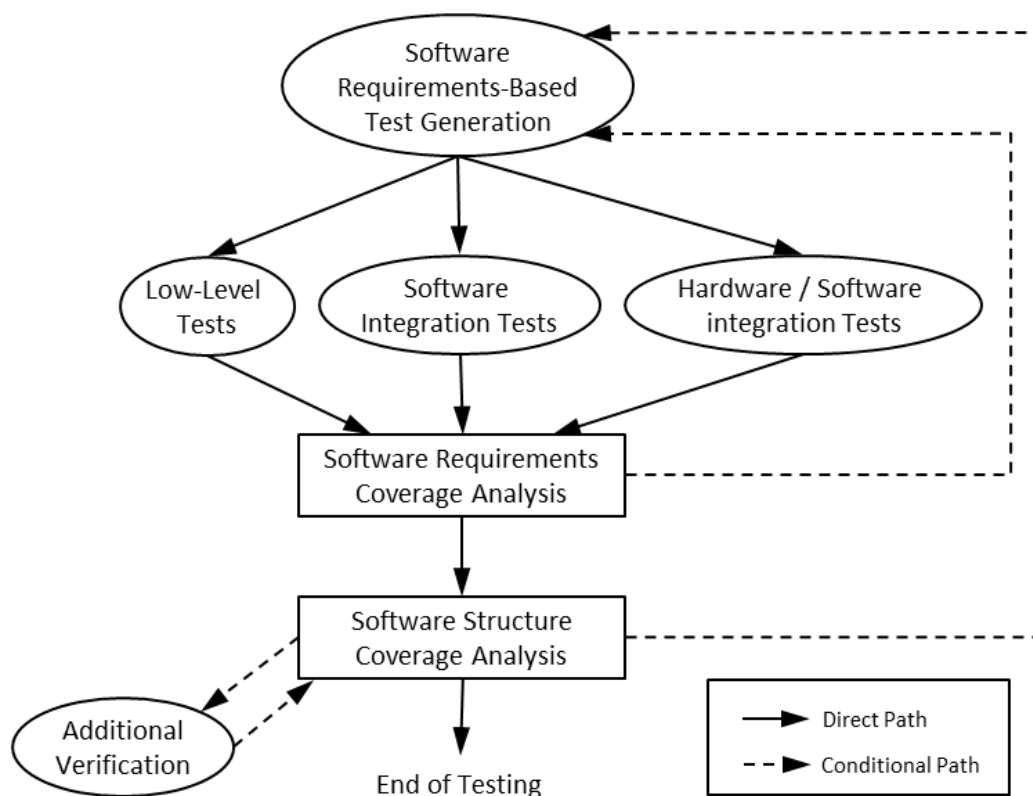 Software
Requirements-Based
Test Generation
Low-Level
Tests
Software
Integration Tests
Hardware / Software
integration Tests
Software Requirements
Coverage Analysis
Software Structure
Coverage Analysis
Additional
Verification
End of Testing
Direct Path
Conditional Path